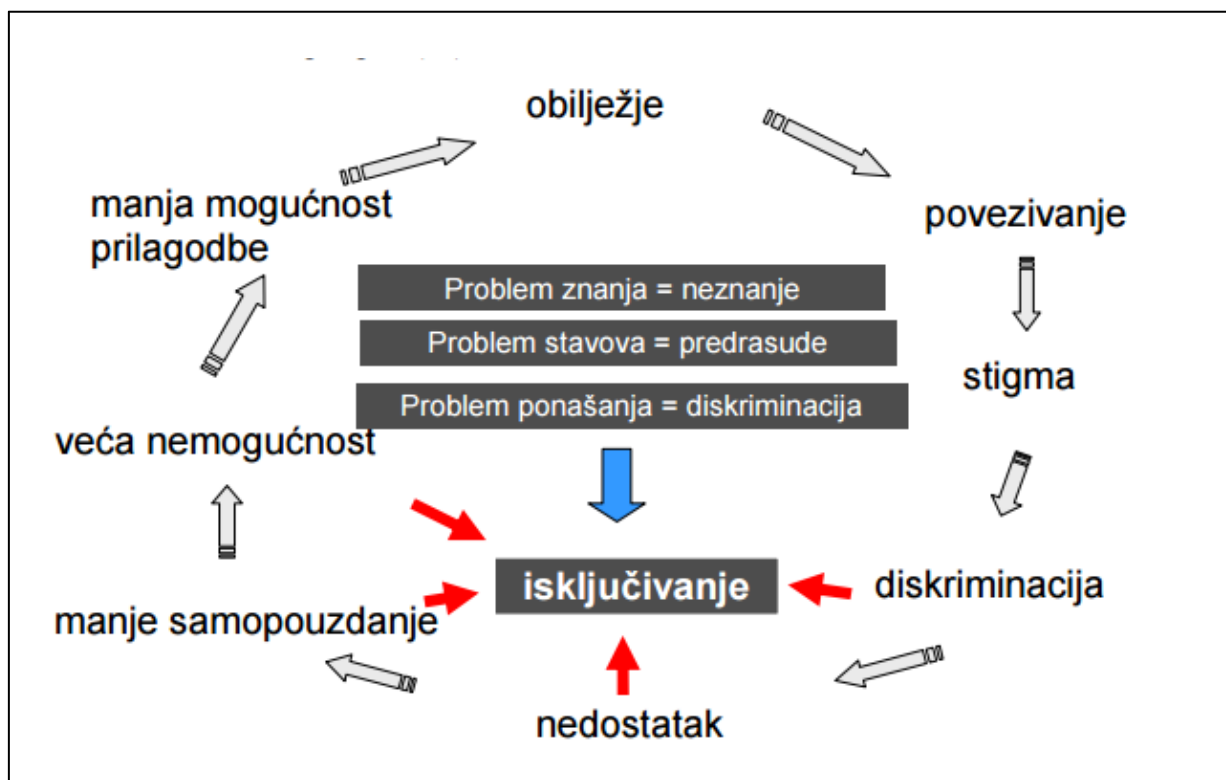 obilježje
manja mogućnost
prilagodbe
povezivanje
Problem znanja = neznanje
Problem stavova = predrasude
stigma
Problem ponašanja = diskriminacija
veća nemogućnost
isključivanje
diskriminacija
manje samopouzdanje
nedostatak